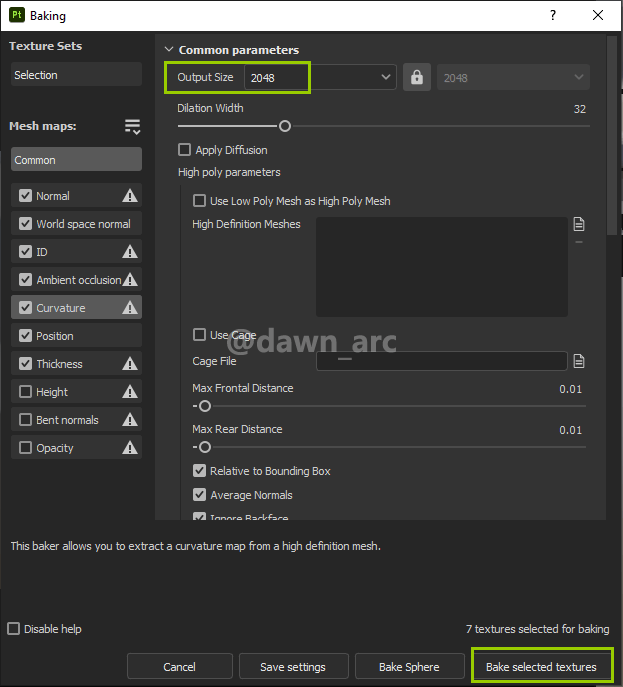 Pt Baking ?
Texture Sets
Selection
Mesh maps:
Common
Normal
World space normal
ID
Ambient occlusion
Curvature
Position
Thickness
Height
Bent normals
Opacity
Common parameters
Output Size 2048 2048
Dilation Width 32
Apply Diffusion
High poly parameters
Use Low Poly Mesh as High Poly Mesh
High Definition Meshes
Use Cage
@dawn_arc
Cage File
Max Frontal Distance 0.01
Max Rear Distance 0.01
Relative to Bounding Box
Average Normals
Ignore Backface
This baker allows you to extract a curvature map from a high definition mesh.
Disable help 7 textures selected for baking
Cancel Save settings Bake Sphere Bake selected textures